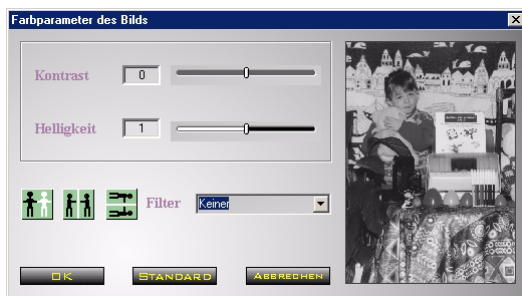 Farbparameter des Bilds
Kontrast 0
Helligkeit 1
Filter Keiner
OK STANDARD ABBRECHEN